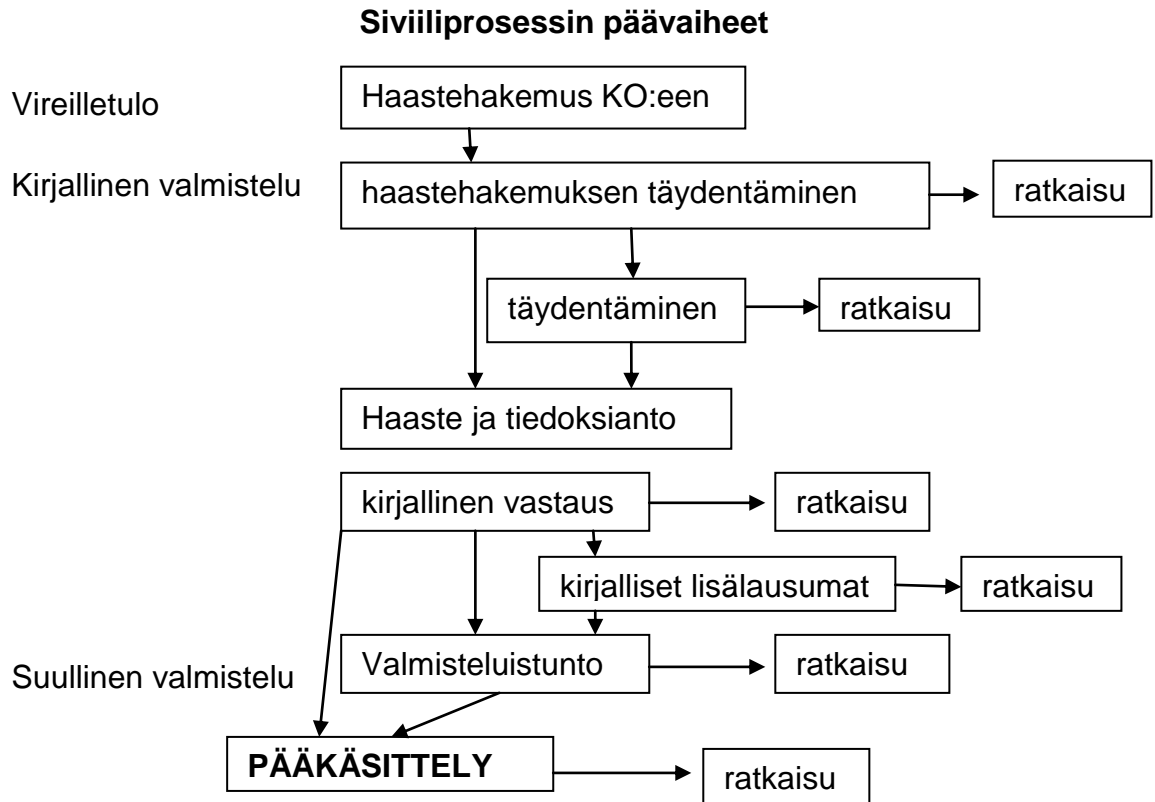 Siviiliprosessin päävaiheet
Vireilletulo
Haastehakemus KO:een
Kirjallinen valmistelu
haastehakemuksen täydentäminen
ratkaisu
täydentäminen
ratkaisu
Haaste ja tiedoksianto
kirjallinen vastaus
ratkaisu
kirjalliset lisälausumat
ratkaisu
Suullinen valmistelu
Valmisteluistunto
ratkaisu
PÄÄKÄSITTELY
ratkaisu